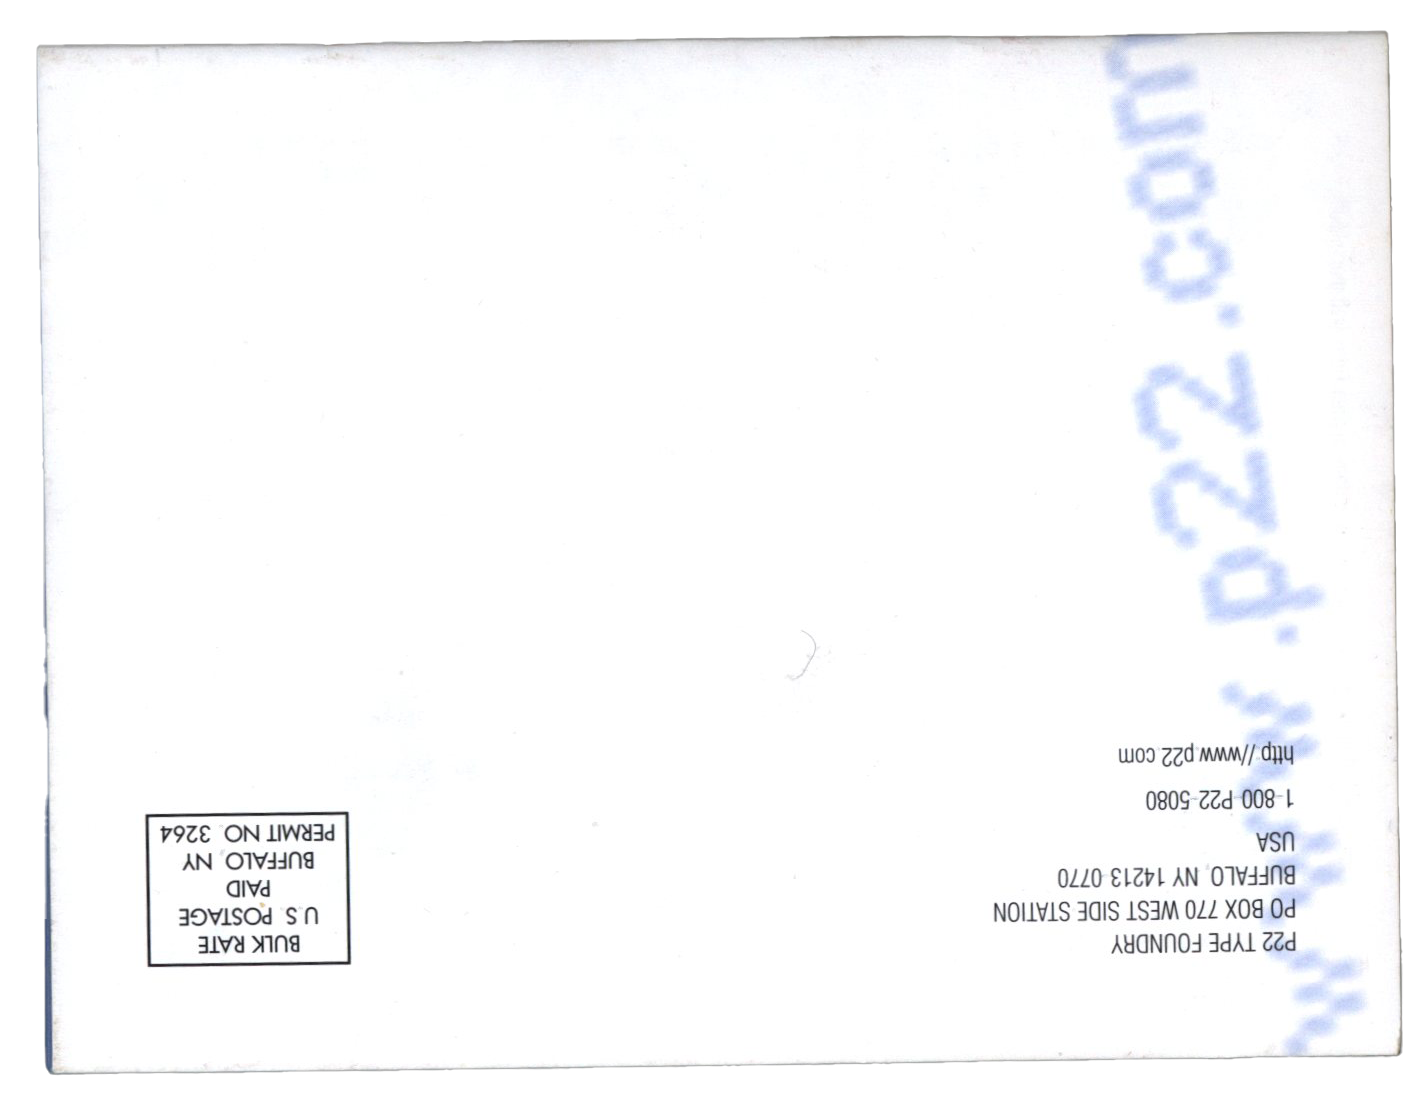 P22 TYPE FOUNDRY
PO BOX 770 WEST SIDE STATION
BUFFALO, NY 14213-0770
USA
1-800-P22-5080
http://www.p22.com
BULK RATE
U.S. POSTAGE
PAID
BUFFALO, NY
PERMIT NO. 3264
www.p22.com